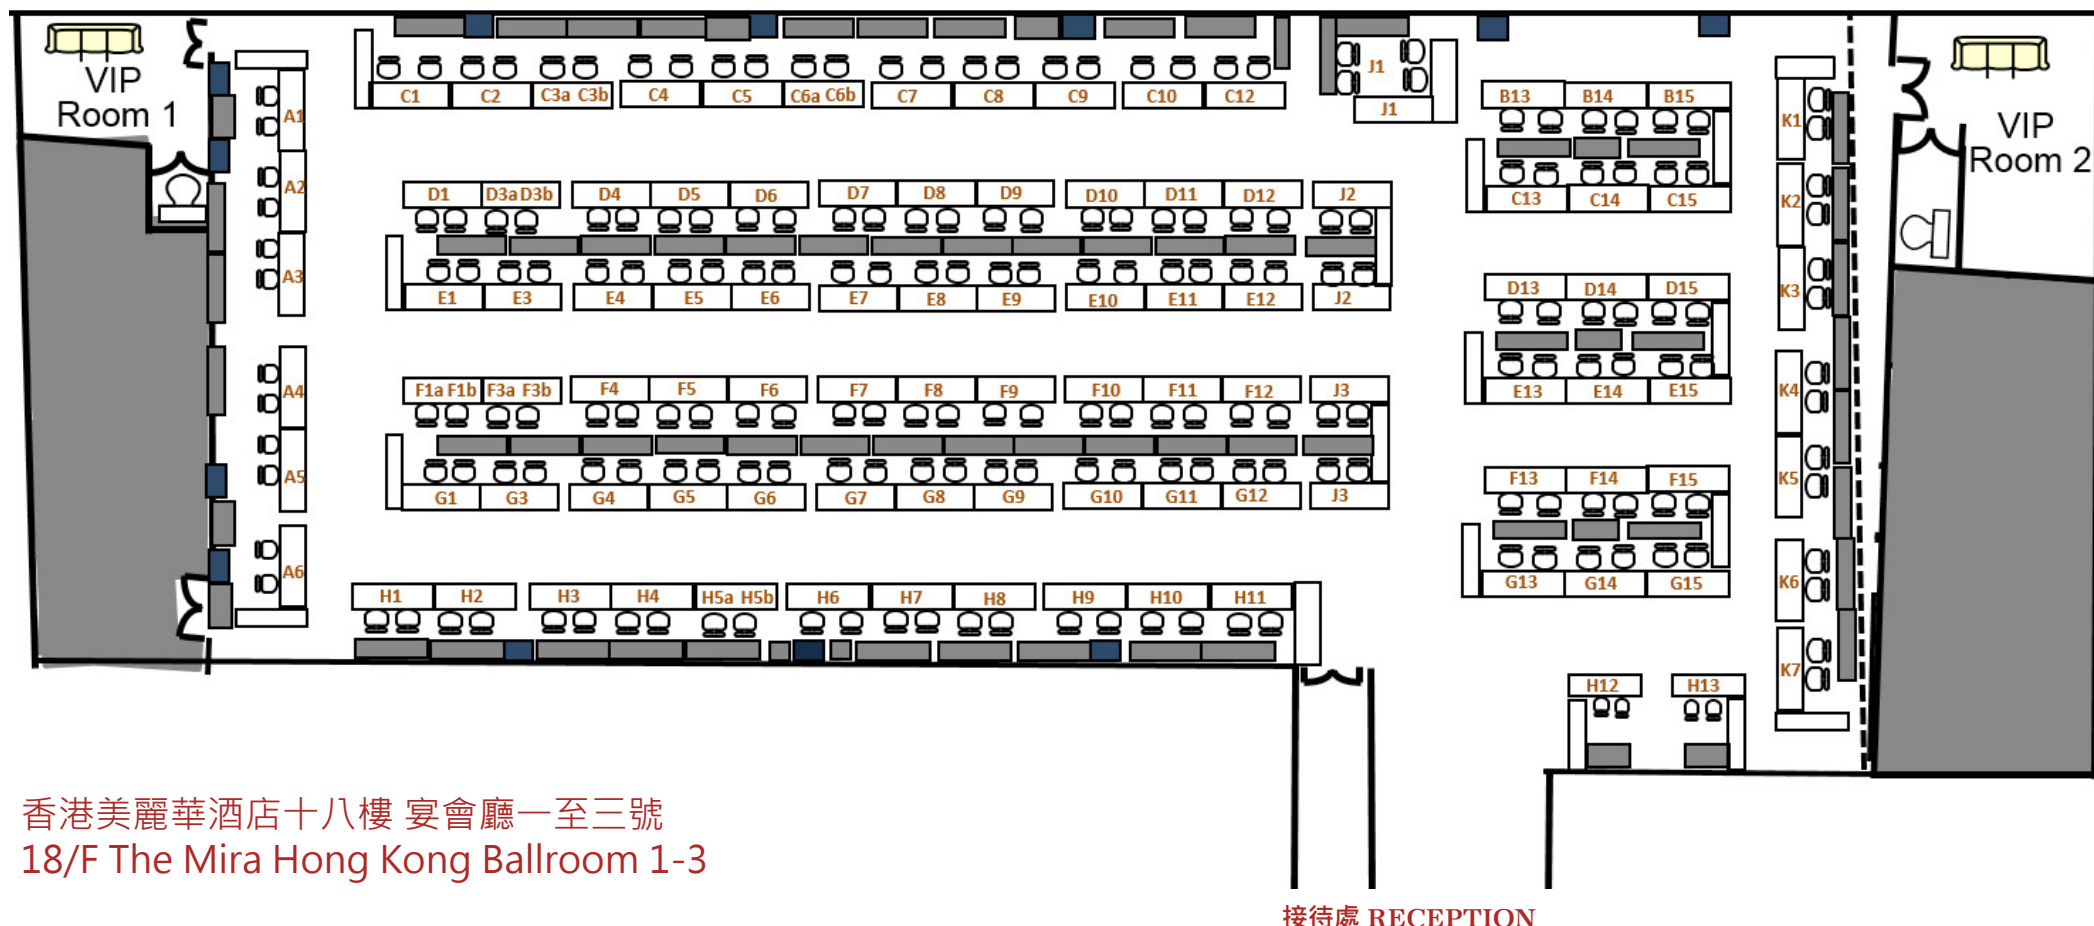 VIP
Room 1
VIP
Room 2
C1 C2 C3a C3b C4 C5 C6a C6b C7 C8 C9 C10 C12
J1
J1
B13 B14 B15
C13 C14 C15
A1
A2
A3
A4
A5
A6
D1 D3a D3b D4 D5 D6 D7 D8 D9 D10 D11 D12 J2
E1 E3 E4 E5 E6 E7 E8 E9 E10 E11 E12 J2
D13 D14 D15
E13 E14 E15
F1a F1b F3a F3b F4 F5 F6 F7 F8 F9 F10 F11 F12 J3
G1 G3 G4 G5 G6 G7 G8 G9 G10 G11 G12 J3
F13 F14 F15
G13 G14 G15
H1 H2 H3 H4 H5a H5b H6 H7 H8 H9 H10 H11
H12 H13
K1
K2
K3
K4
K5
K6
K7
香港美麗華酒店十八樓 宴會廳一至三號
18/F The Mira Hong Kong Ballroom 1-3
接待處 RECEPTION